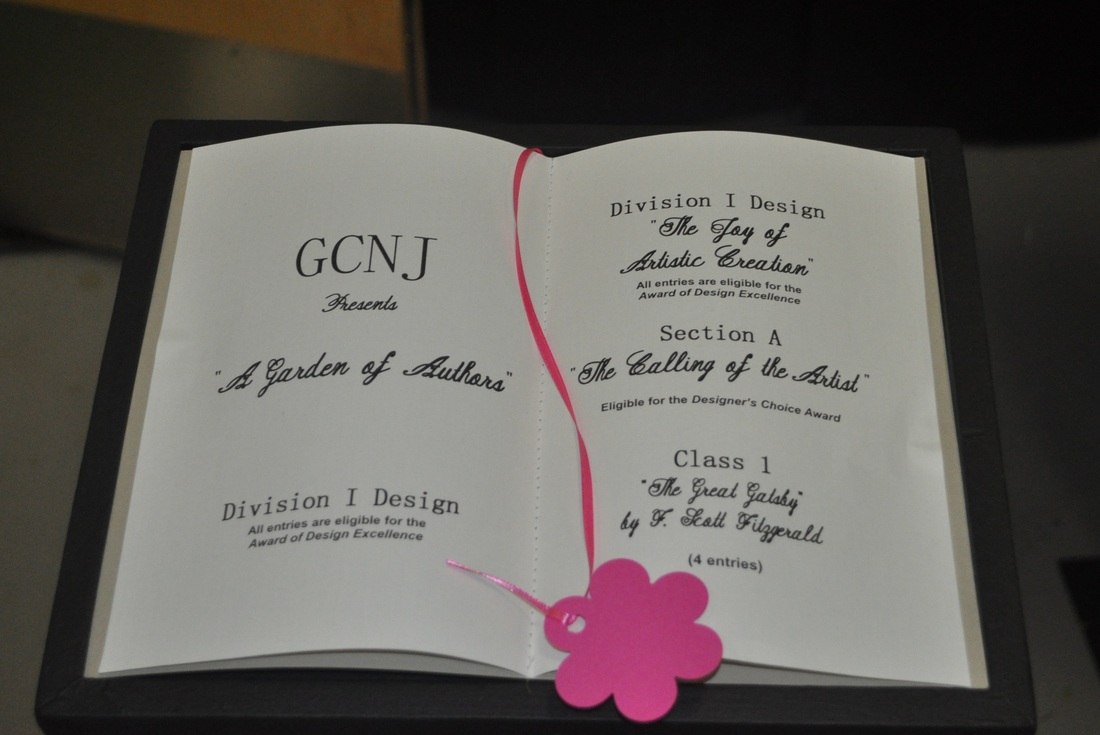 GCNJ
Presents
"A Garden of Authors"
Division I Design
All entries are eligible for the
Award of Design Excellence
Division I Design
"The Joy of
Artistic Creation"
All entries are eligible for the
Award of Design Excellence
Section A
"The Calling of the Artist"
Eligible for the Designer's Choice Award
Class 1
"The Great Gatsby"
by F. Scott Fitzgerald
(4 entries)